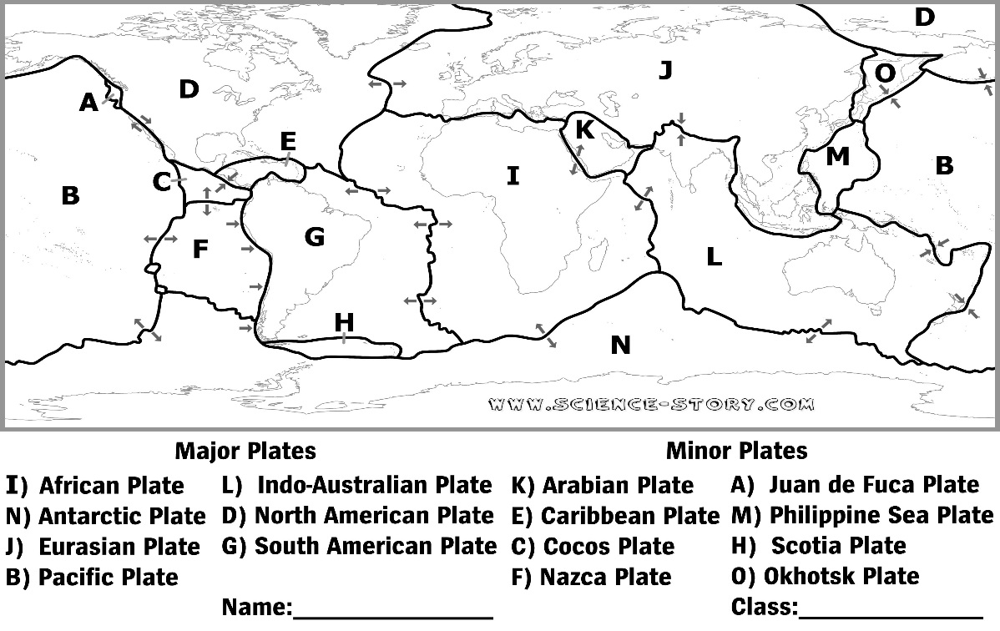 D
J
O
D
A
K
E
M
B
C
I
B
G
F
L
H
N
WWW.SCIENCE-STORY.COM
Major Plates
Minor Plates
I) African Plate L) Indo-Australian Plate K) Arabian Plate A) Juan de Fuca Plate
N) Antarctic Plate D) North American Plate E) Caribbean Plate M) Philippine Sea Plate
J) Eurasian Plate G) South American Plate C) Cocos Plate H) Scotia Plate
B) Pacific Plate F) Nazca Plate O) Okhotsk Plate
Name:____________________ Class:____________________